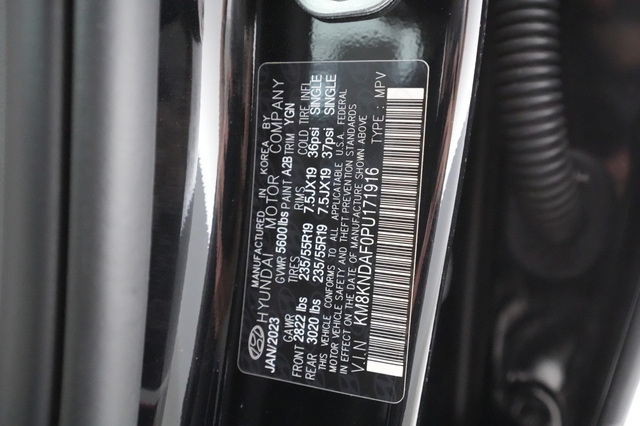 MANUFACTURED IN KOREA BY
HYUNDAI MOTOR COMPANY
JAN/2023 GVWR 5600lbs PAINT A2B TRIM YGN
GAWR TIRES RIMS COLD TIRE INFL
FRONT 2822 lbs 235/55R19 7.5JX19 36psi SINGLE
REAR 3020 lbs 235/55R19 7.5JX19 37psi SINGLE
THIS VEHICLE CONFORMS TO ALL APPLICABLE U.S.A. FEDERAL
MOTOR VEHICLE SAFETY AND THEFT PREVENTION STANDARDS
IN EFFECT ON THE DATE OF MANUFACTURE SHOWN ABOVE
V.I.N KM8KNDAF0PU171916 TYPE : MPV